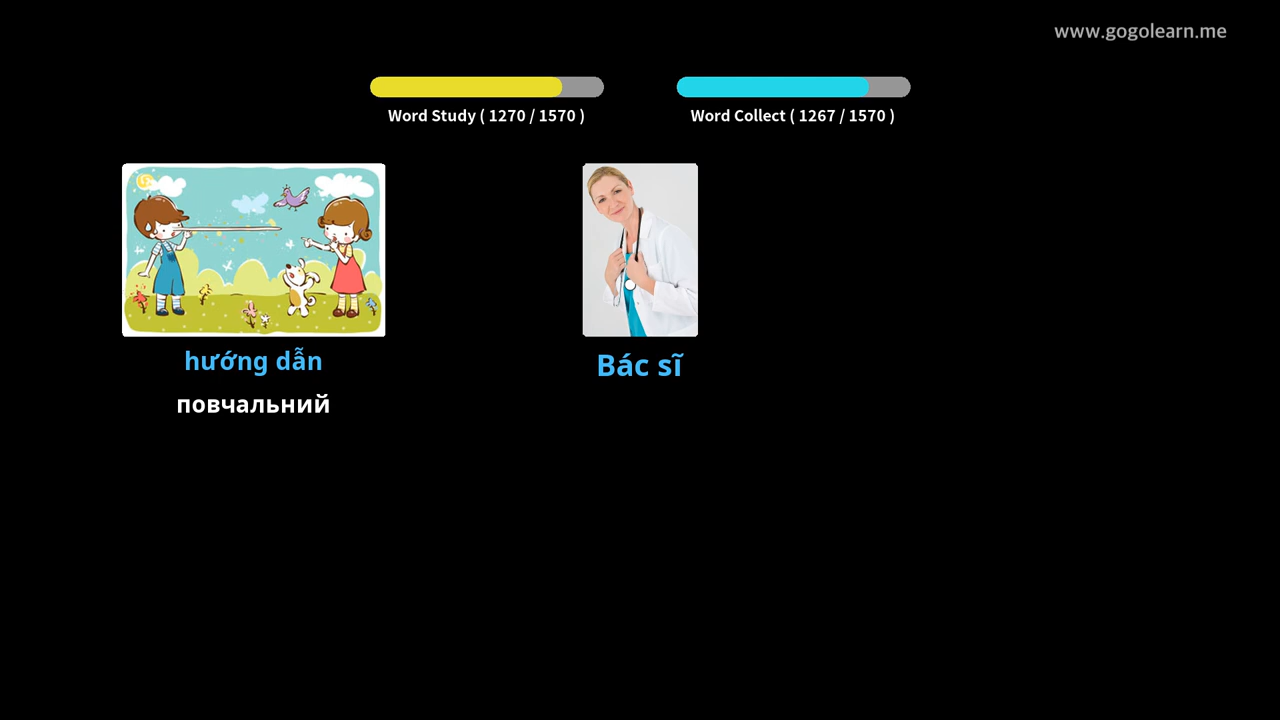 www.gogolearn.me
Word Study ( 1270 / 1570 )
Word Collect ( 1267 / 1570 )
hướng dẫn
повчальний
Bác sĩ